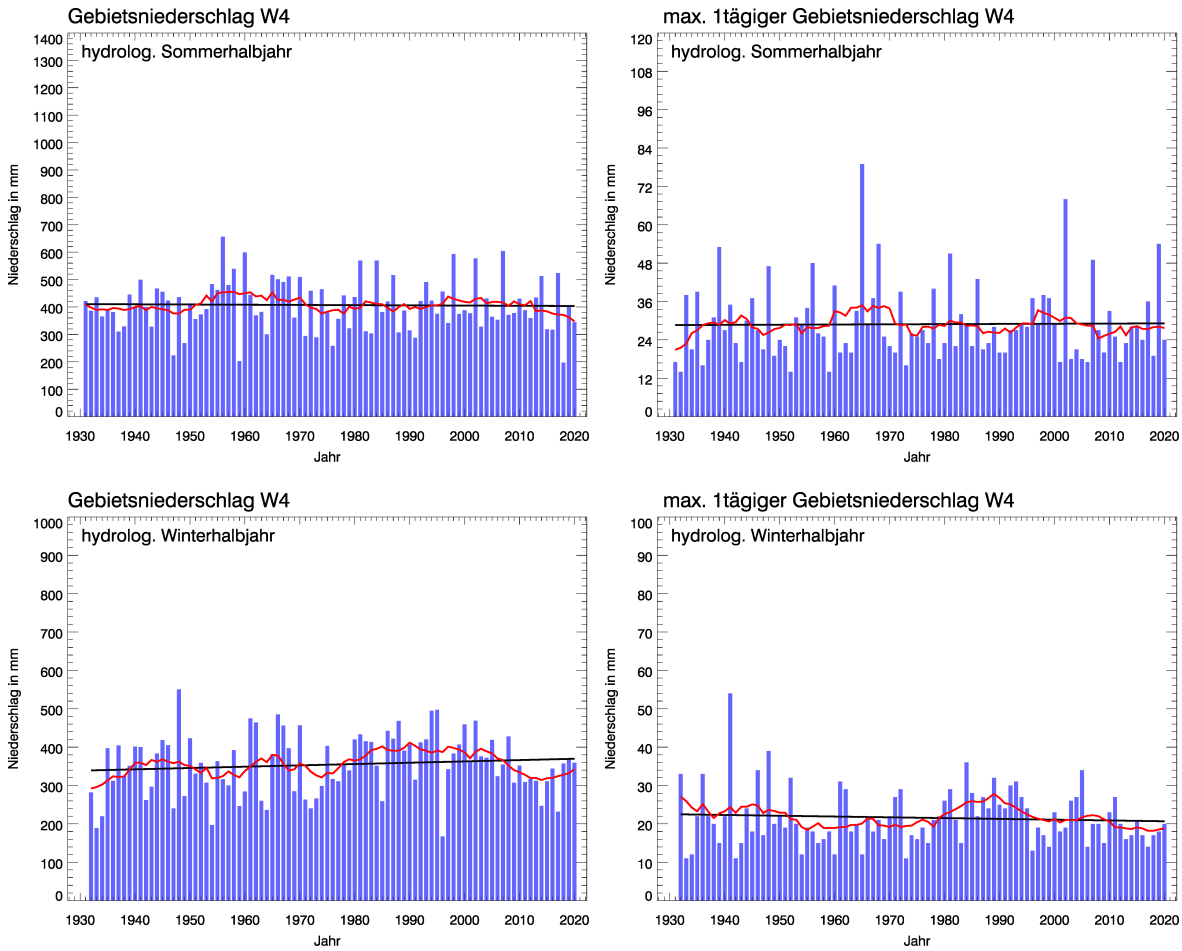 Gebietsniederschlag W4
hydrolog. Sommerhalbjahr
Niederschlag in mm
1400
1300
1200
1100
1000
900
800
700
600
500
400
300
200
100
0
1930 1940 1950 1960 1970 1980 1990 2000 2010 2020
Jahr
max. 1tägiger Gebietsniederschlag W4
hydrolog. Sommerhalbjahr
Niederschlag in mm
120
108
96
84
72
60
48
36
24
12
0
1930 1940 1950 1960 1970 1980 1990 2000 2010 2020
Jahr
Gebietsniederschlag W4
hydrolog. Winterhalbjahr
Niederschlag in mm
1000
900
800
700
600
500
400
300
200
100
0
1930 1940 1950 1960 1970 1980 1990 2000 2010 2020
Jahr
max. 1tägiger Gebietsniederschlag W4
hydrolog. Winterhalbjahr
Niederschlag in mm
100
90
80
70
60
50
40
30
20
10
0
1930 1940 1950 1960 1970 1980 1990 2000 2010 2020
Jahr